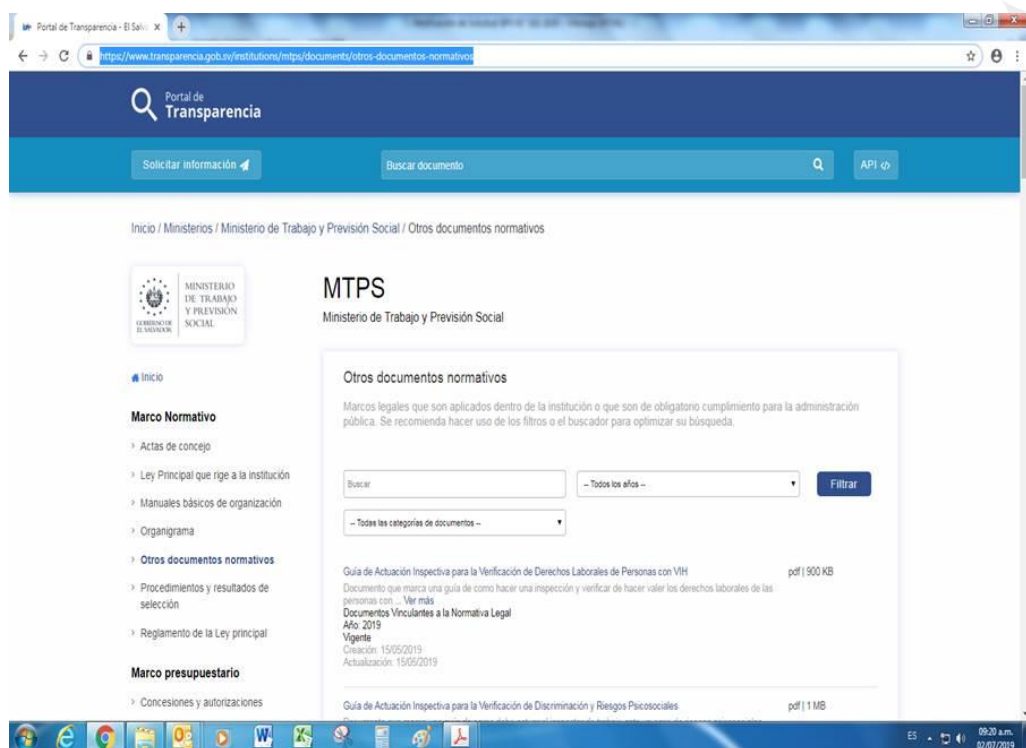 Portal de Transparencia - El Salv
https://www.transparencia.gob.sv/institutions/mtps/documents/otros-documentos-normativos
Portal de
Transparencia
Solicitar información
Buscar documento
API
Inicio / Ministerios / Ministerio de Trabajo y Previsión Social / Otros documentos normativos
MINISTERIO
DE TRABAJO
Y PREVISIÓN
SOCIAL
GOBIERNO DE
EL SALVADOR
MTPS
Ministerio de Trabajo y Previsión Social
Inicio
Marco Normativo
Actas de concejo
Ley Principal que rige a la institución
Manuales básicos de organización
Organigrama
Otros documentos normativos
Procedimientos y resultados de
selección
Reglamento de la Ley principal
Marco presupuestario
Concesiones y autorizaciones
Otros documentos normativos
Marcos legales que son aplicados dentro de la institución o que son de obligatorio cumplimiento para la administración
pública. Se recomienda hacer uso de los filtros o el buscador para optimizar su búsqueda.
Buscar
-- Todos los años --
Filtrar
-- Todas las categorías de documentos --
Guía de Actuación Inspectiva para la Verificación de Derechos Laborales de Personas con VIH
pdf | 900 KB
Documento que marca una guía de como hacer una inspección y verificar de hacer valer los derechos laborales de las
personas con ... Ver más
Documentos Vinculantes a la Normativa Legal
Año: 2019
Vigente
Creación: 15/05/2019
Actualización: 15/05/2019
Guía de Actuación Inspectiva para la Verificación de Discriminación y Riesgos Psicosociales
pdf | 1 MB
ES
09:20 a.m.
02/07/2019